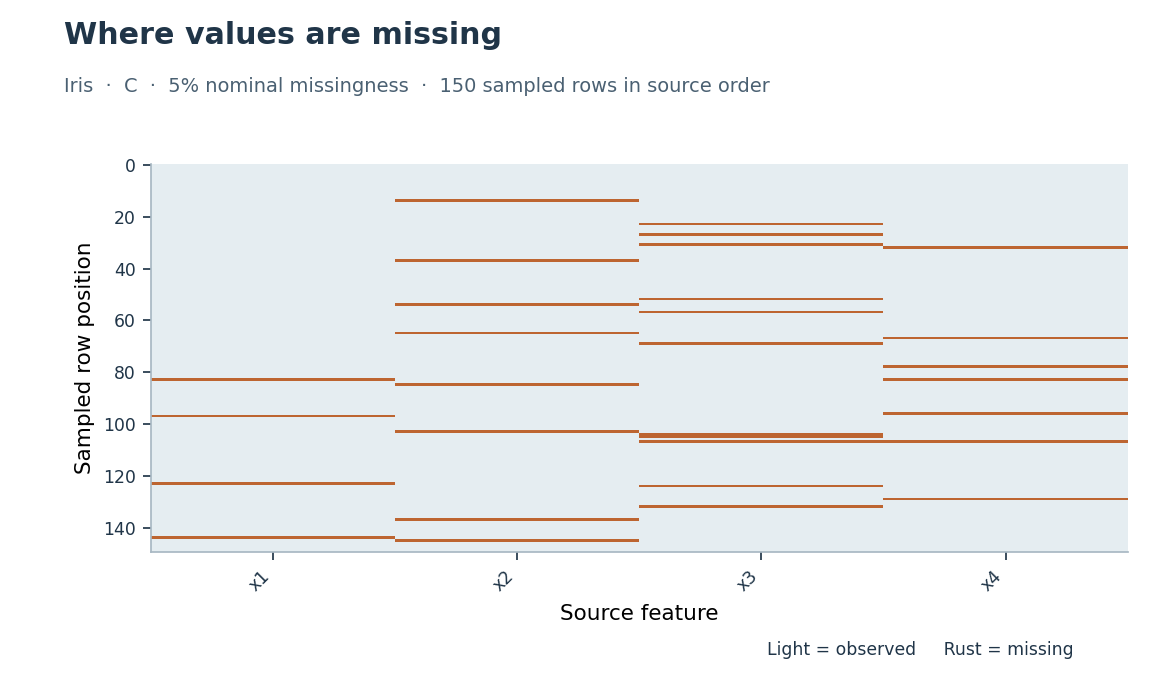 Where values are missing
Iris · C · 5% nominal missingness · 150 sampled rows in source order
0
20
40
60
80
100
120
140
Sampled row position
x1
x2
x3
x4
Source feature
Light = observed Rust = missing